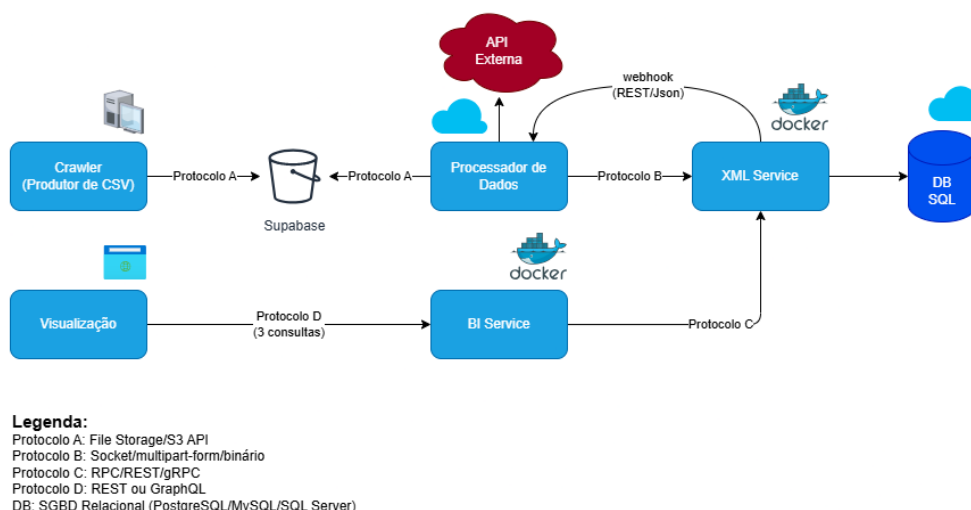 API
Externa
webhook
(REST/Json)
docker
Crawler
(Produtor de CSV)
Protocolo A
Supabase
Protocolo A
Processador de
Dados
Protocolo B
XML Service
DB
SQL
docker
Visualização
Protocolo D
(3 consultas)
BI Service
Protocolo C
Legenda:
Protocolo A: File Storage/S3 API
Protocolo B: Socket/multipart-form/binário
Protocolo C: RPC/REST/gRPC
Protocolo D: REST ou GraphQL
DB: SGBD Relacional (PostgreSQL/MySQL/SQL Server)